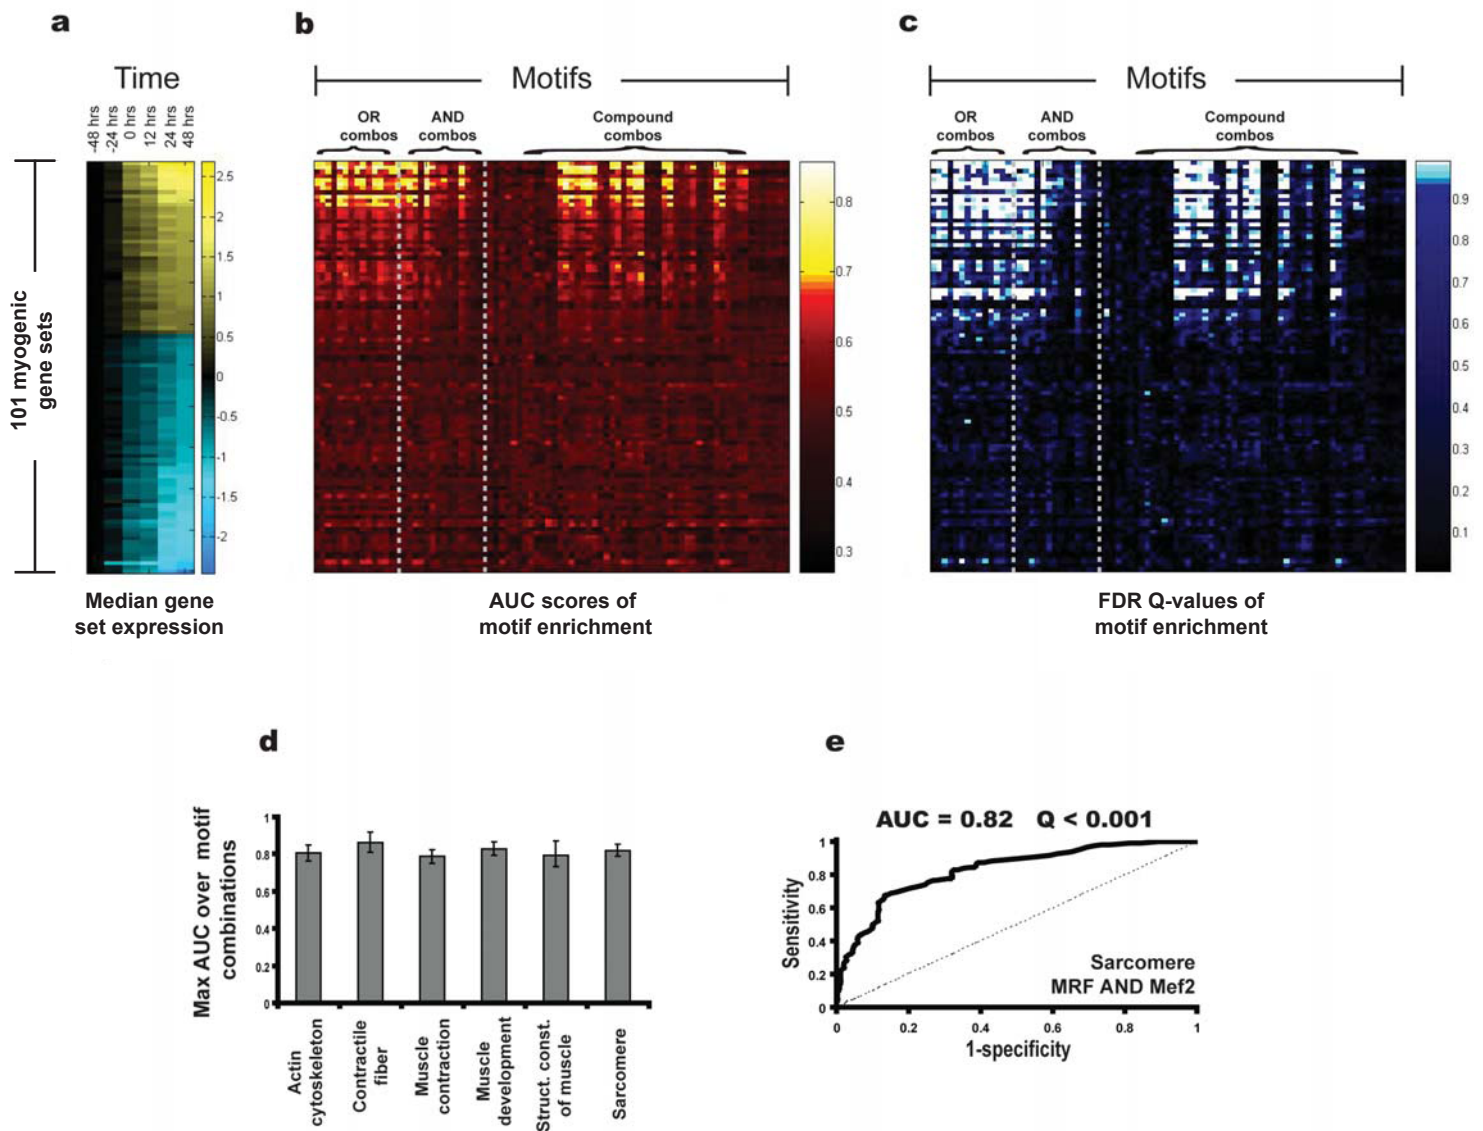 a
b
c
Time
Motifs
Motifs
-48 hrs
-24 hrs
0 hrs
12 hrs
24 hrs
48 hrs
OR
combos
AND
combos
Compound
combos
OR
combos
AND
combos
Compound
combos
101 myogenic
gene sets
2.5
2
1.5
1
0.5
0
-0.5
-1
-1.5
-2
0.8
0.7
0.6
0.5
0.4
0.3
0.9
0.8
0.7
0.6
0.5
0.4
0.3
0.2
0.1
Median gene
set expression
AUC scores of
motif enrichment
FDR Q-values of
motif enrichment
d
Max AUC over motif
combinations
1
0.8
0.6
0.4
0.2
0
Actin
cytoskeleton
Contractile
fiber
Muscle
contraction
Muscle
development
Struct. const.
of muscle
Sarcomere
e
AUC = 0.82 Q < 0.001
Sensitivity
1
0.8
0.6
0.4
0.2
0
Sarcomere
MRF AND Mef2
0
0.2
0.4
0.6
0.8
1
1-specificity